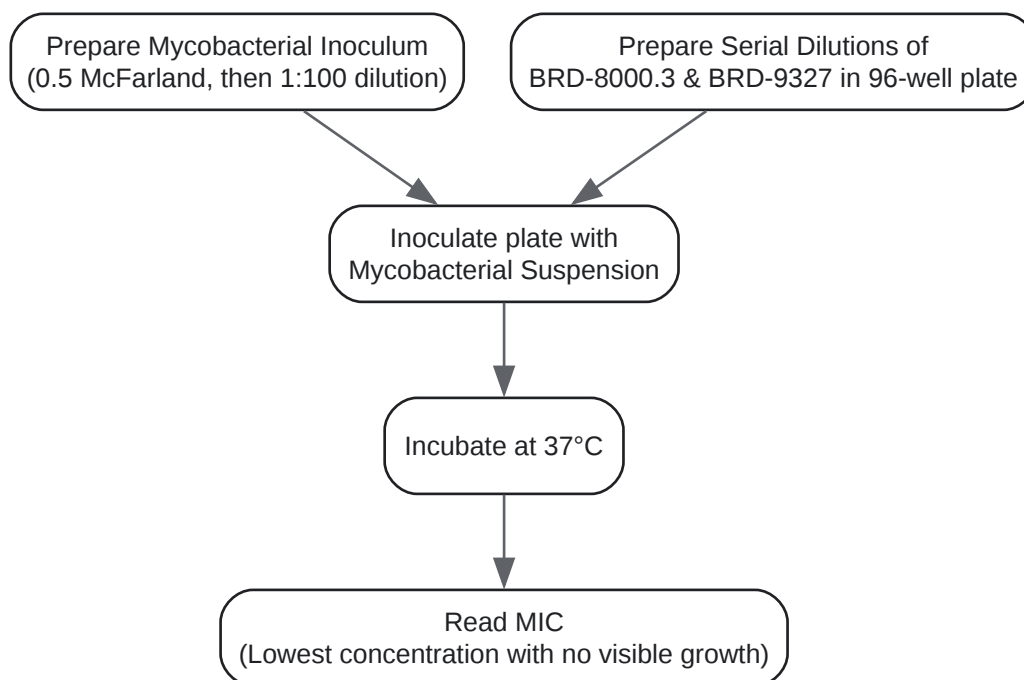 Prepare Mycobacterial Inoculum
(0.5 McFarland, then 1:100 dilution)
Prepare Serial Dilutions of
BRD-8000.3 & BRD-9327 in 96-well plate
Inoculate plate with
Mycobacterial Suspension
Incubate at 37°C
Read MIC
(Lowest concentration with no visible growth)